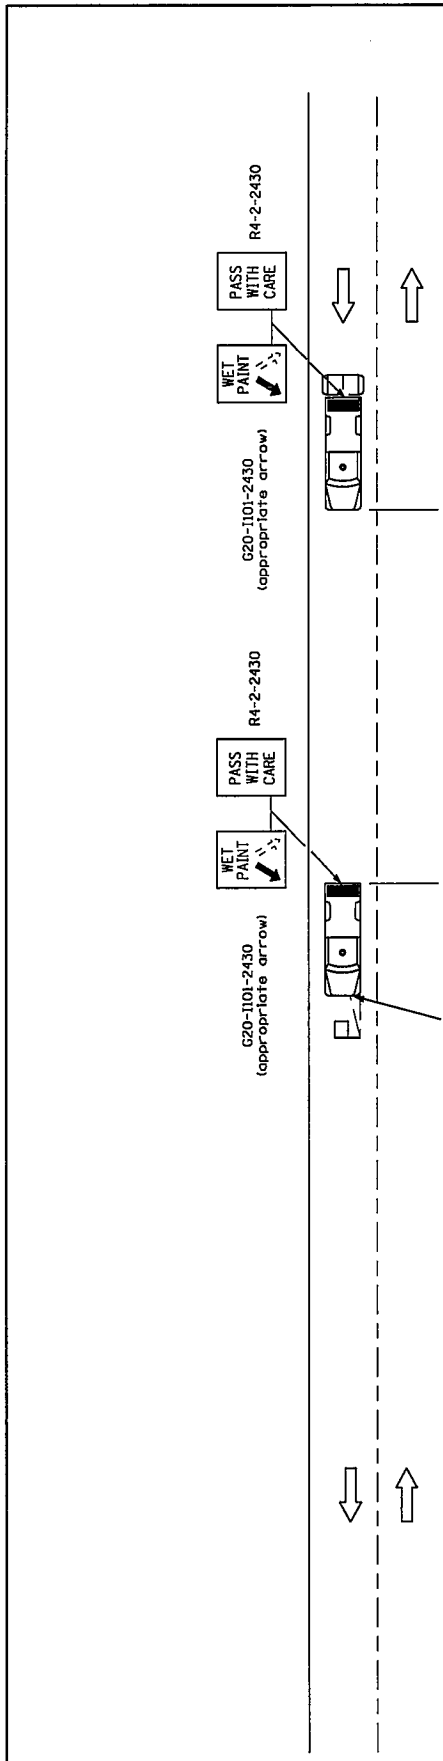 R4-2-2430
PASS
WITH
CARE
WET
PAINT
G20-I101-2430
(appropriate arrow)
R4-2-2430
PASS
WITH
CARE
WET
PAINT
G20-I101-2430
(appropriate arrow)